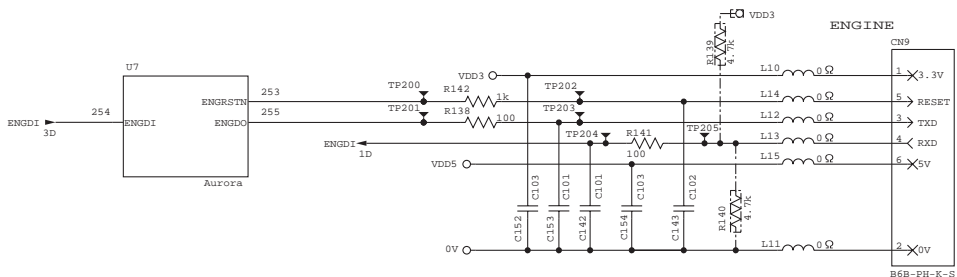 VDD3
ENGINE
R139
4.7k
CN9
U7
L10
0Ω
1
3.3V
VDD3
TP200
R142
TP202
L14
0Ω
253
5
RESET
ENGRSTN
1k
254
255
TP201
R138
TP203
L12
0Ω
3
TXD
ENGDI
3D
ENGDI
ENGDO
100
TP204
R141
TP205
L13
0Ω
4
RXD
ENGDI
1D
100
L15
0Ω
6
5V
VDD5
Aurora
C103
C101
C101
C103
C102
C152
C153
C142
C154
C143
R140
4.7k
0V
L11
0Ω
2
0V
B6B-PH-K-S